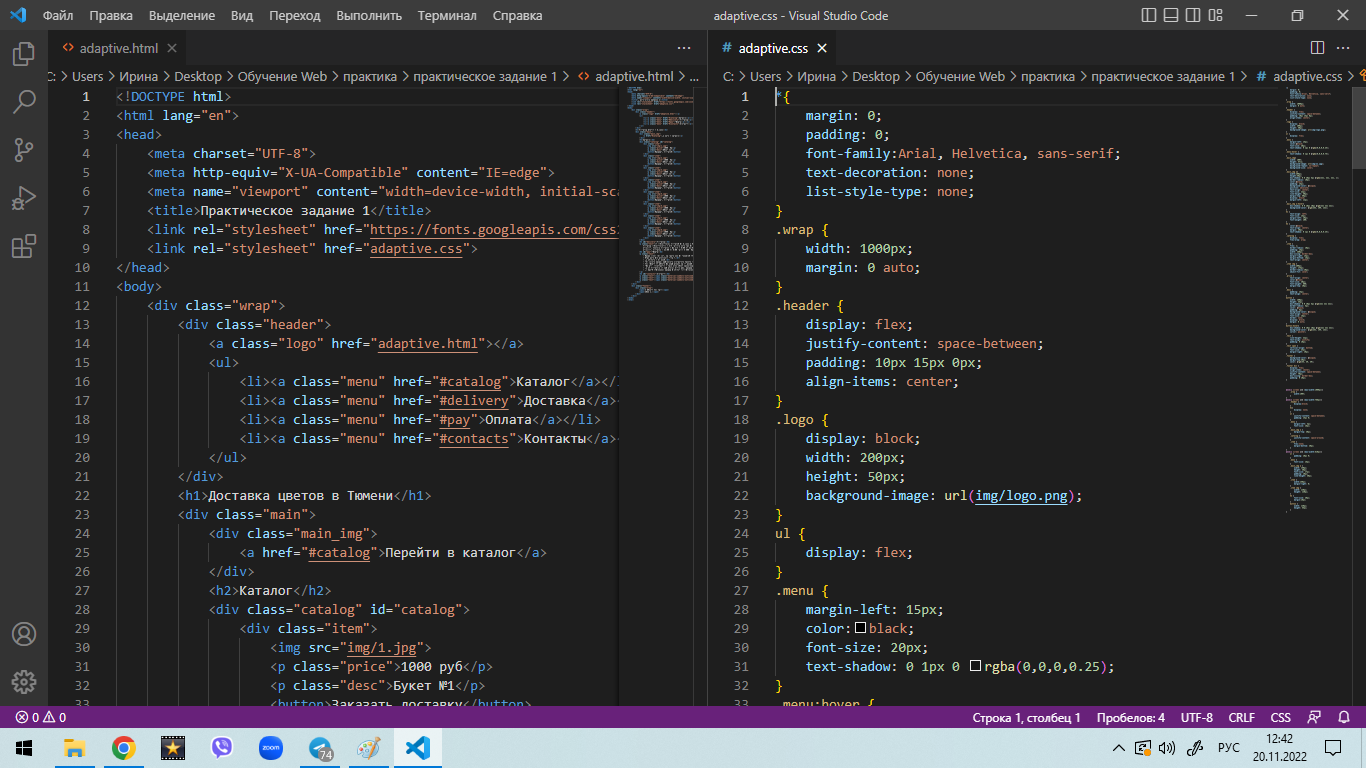 Файл Правка Выделение Вид Переход Выполнить Терминал Справка adaptive.css - Visual Studio Code
adaptive.html
C: > Users > Ирина > Desktop > Обучение Web > практика > практическое задание 1 > adaptive.html > ...
1 <!DOCTYPE html>
2 <html lang="en">
3 <head>
4 <meta charset="UTF-8">
5 <meta http-equiv="X-UA-Compatible" content="IE=edge">
6 <meta name="viewport" content="width=device-width, initial-sca
7 <title>Практическое задание 1</title>
8 <link rel="stylesheet" href="https://fonts.googleapis.com/css
9 <link rel="stylesheet" href="adaptive.css">
10 </head>
11 <body>
12 <div class="wrap">
13 <div class="header">
14 <a class="logo" href="adaptive.html"></a>
15 <ul>
16 <li><a class="menu" href="#catalog">Каталог</a></
17 <li><a class="menu" href="#delivery">Доставка</a>
18 <li><a class="menu" href="#pay">Оплата</a></li>
19 <li><a class="menu" href="#contacts">Контакты</a>
20 </ul>
21 </div>
22 <h1>Доставка цветов в Тюмени</h1>
23 <div class="main">
24 <div class="main_img">
25 <a href="#catalog">Перейти в каталог</a>
26 </div>
27 <h2>Каталог</h2>
28 <div class="catalog" id="catalog">
29 <div class="item">
30 <img src="img/1.jpg">
31 <p class="price">1000 руб</p>
32 <p class="desc">Букет №1</p>
33 <button>Заказать доставку</button>
# adaptive.css
C: > Users > Ирина > Desktop > Обучение Web > практика > практическое задание 1 > # adaptive.css >
1 *{
2 margin: 0;
3 padding: 0;
4 font-family:Arial, Helvetica, sans-serif;
5 text-decoration: none;
6 list-style-type: none;
7 }
8 .wrap {
9 width: 1000px;
10 margin: 0 auto;
11 }
12 .header {
13 display: flex;
14 justify-content: space-between;
15 padding: 10px 15px 0px;
16 align-items: center;
17 }
18 .logo {
19 display: block;
20 width: 200px;
21 height: 50px;
22 background-image: url(img/logo.png);
23 }
24 ul {
25 display: flex;
26 }
27 .menu {
28 margin-left: 15px;
29 color: black;
30 font-size: 20px;
31 text-shadow: 0 1px 0 rgba(0,0,0,0.25);
32 }
33 .menu:hover {
0 0 Строка 1, столбец 1 Пробелов: 4 UTF-8 CRLF CSS
zoom 74 РУС 12:42
20.11.2022